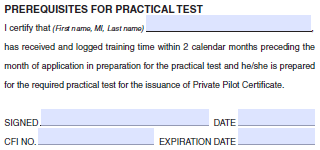 PREREQUISITES FOR PRACTICAL TEST
I certify that (First name, MI, Last name)
has received and logged training time within 2 calendar months preceding the
month of application in preparation for the practical test and he/she is prepared
for the required practical test for the issuance of Private Pilot Certificate.
SIGNED DATE
CFI NO. EXPIRATION DATE